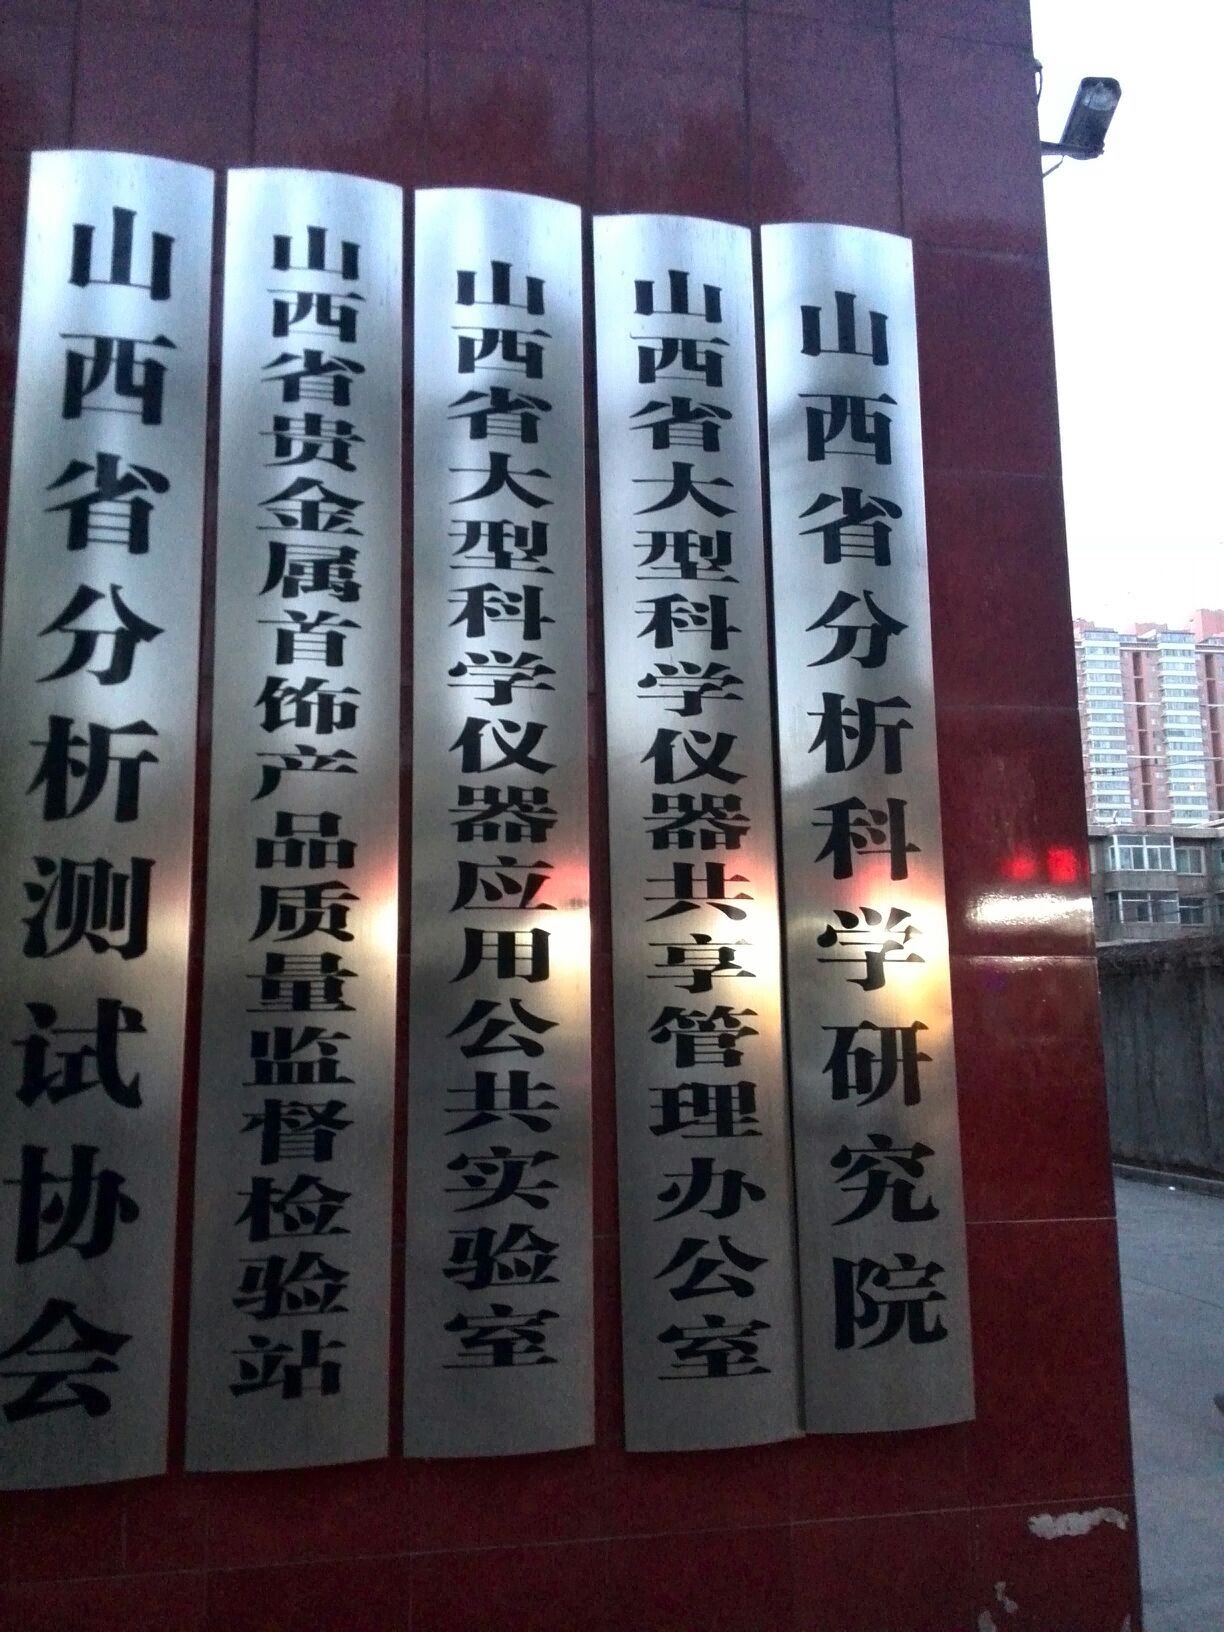 山西省分析测试协会
山西省贵金属首饰产品质量监督检验站
山西省大型科学仪器应用公共实验室
山西省大型科学仪器共享管理办公室
山西省分析科学研究院